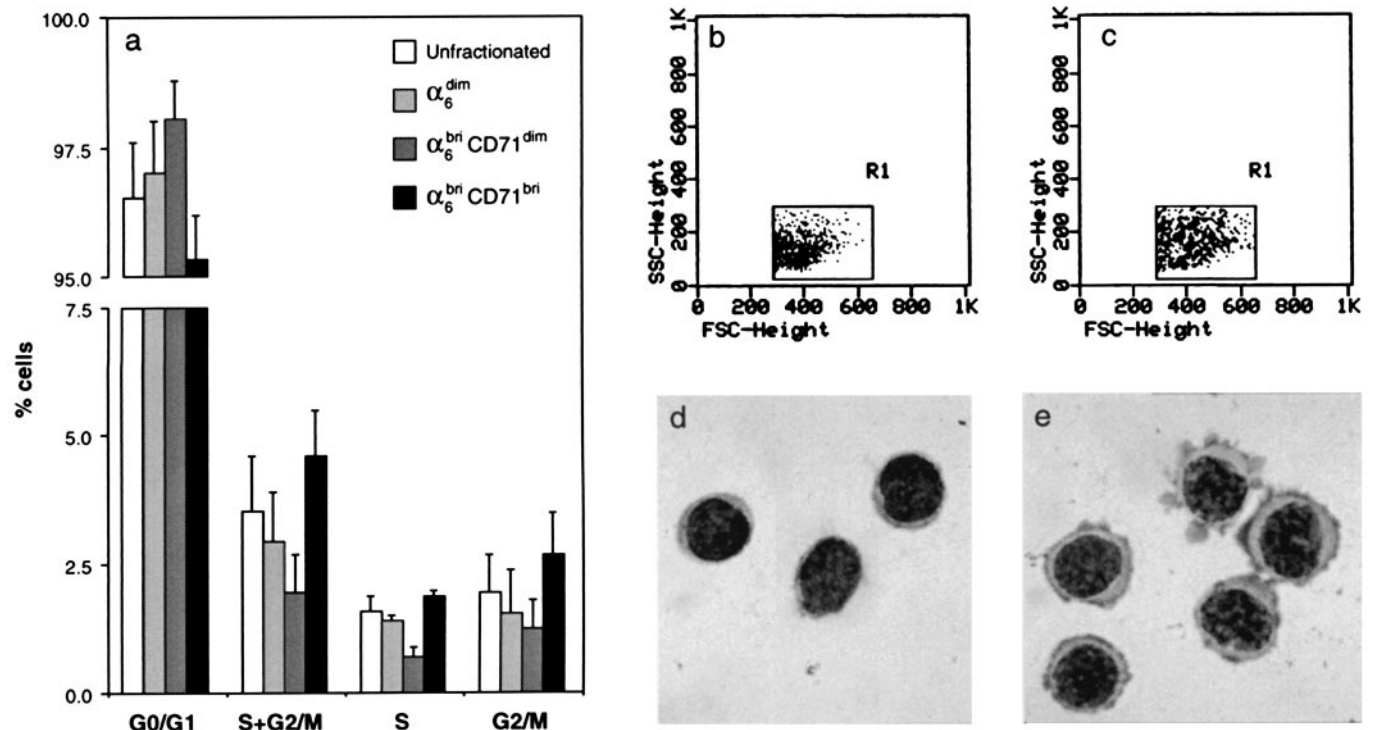 a
100.0
97.5
95.0
7.5
5.0
2.5
0.0
% cells
Unfractionated
α6dim
α6bri CD71dim
α6bri CD71bri
G0/G1 S+G2/M S G2/M
b
1K
800
600
400
200
0
SSC-Height
R1
0 200 400 600 800 1K
FSC-Height
c
1K
800
600
400
200
0
SSC-Height
R1
0 200 400 600 800 1K
FSC-Height
d
e